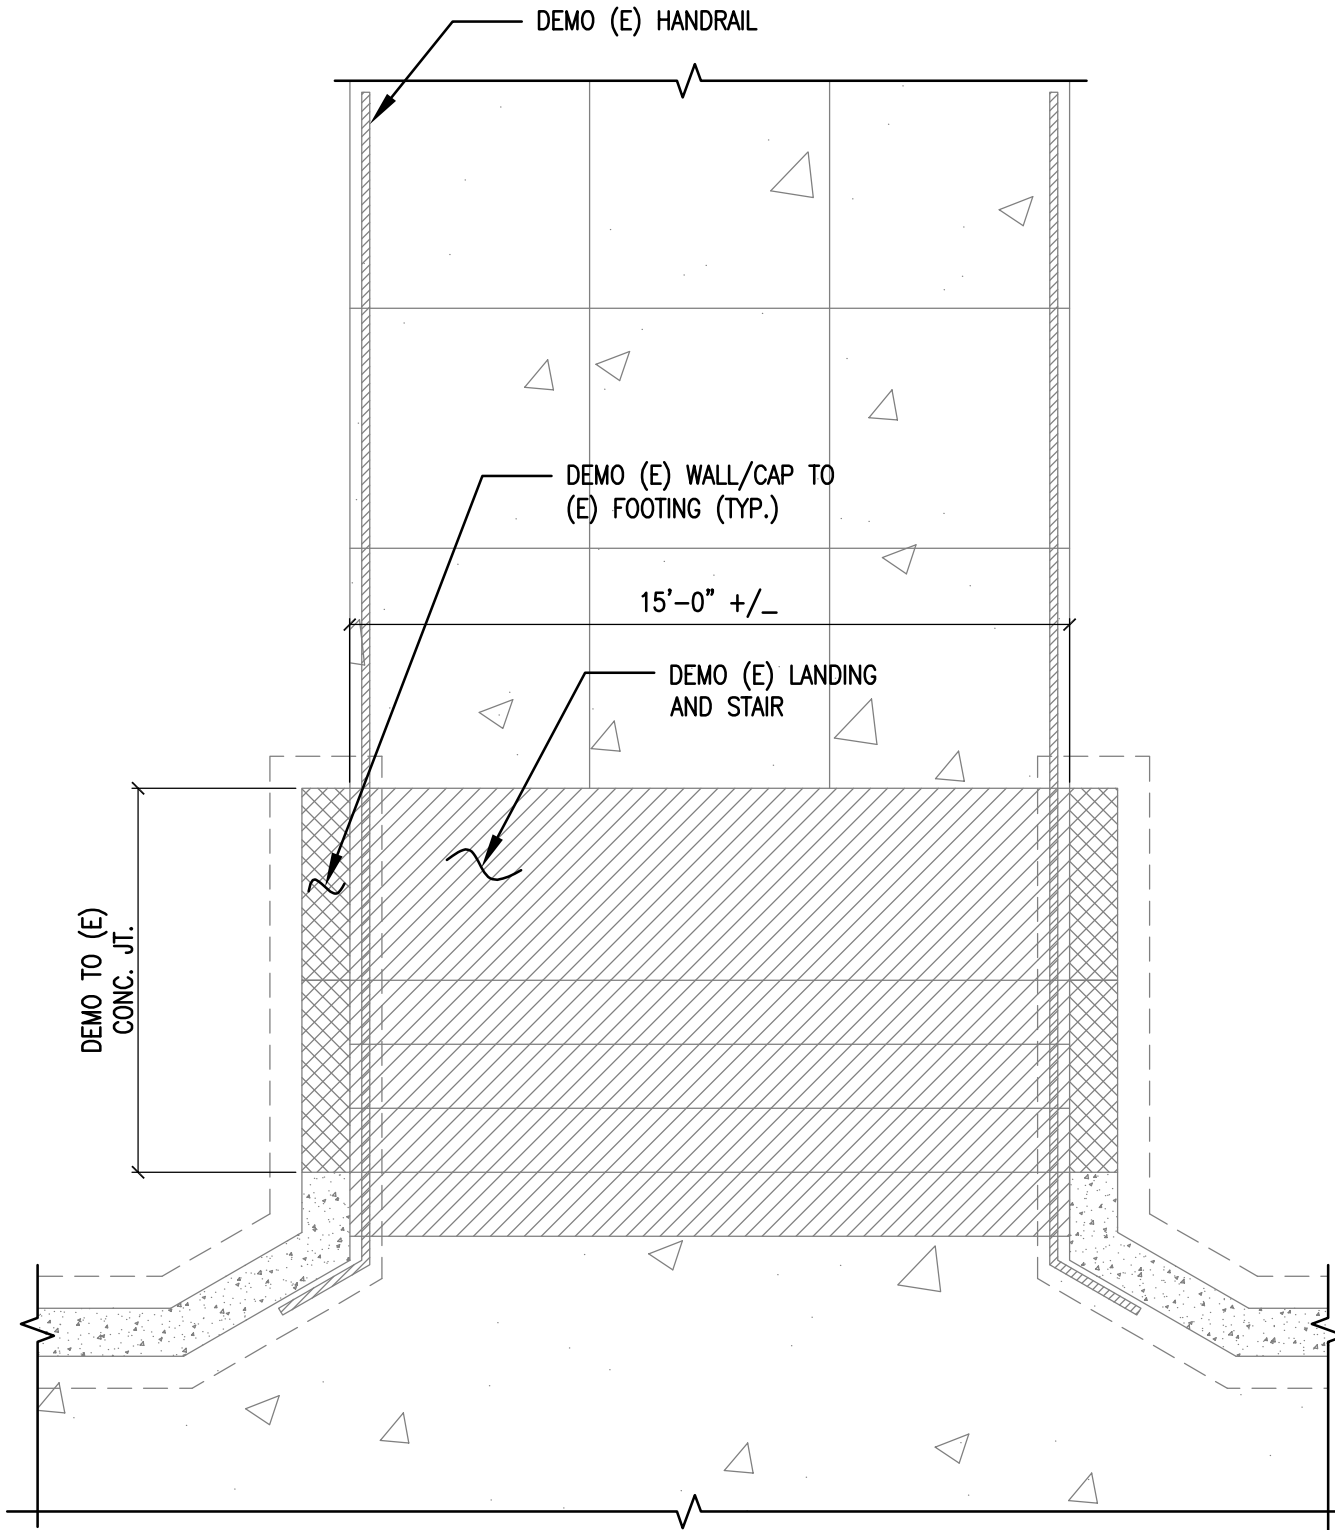 DEMO (E) HANDRAIL
DEMO (E) WALL/CAP TO
(E) FOOTING (TYP.)
15'-0" +/_
DEMO (E) LANDING
AND STAIR
DEMO TO (E)
CONC. JT.